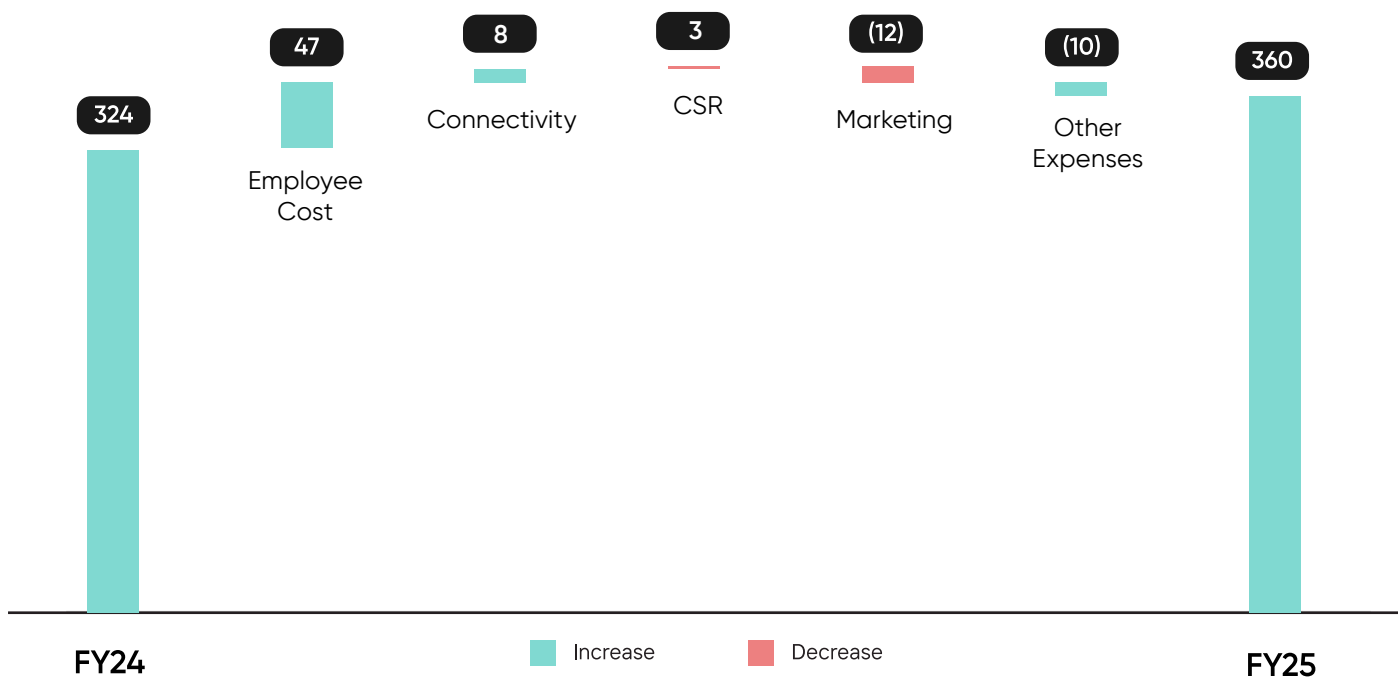 324
47
8
3
(12)
(10)
360
Employee
Cost
Connectivity
CSR
Marketing
Other
Expenses
FY24
Increase
Decrease
FY25